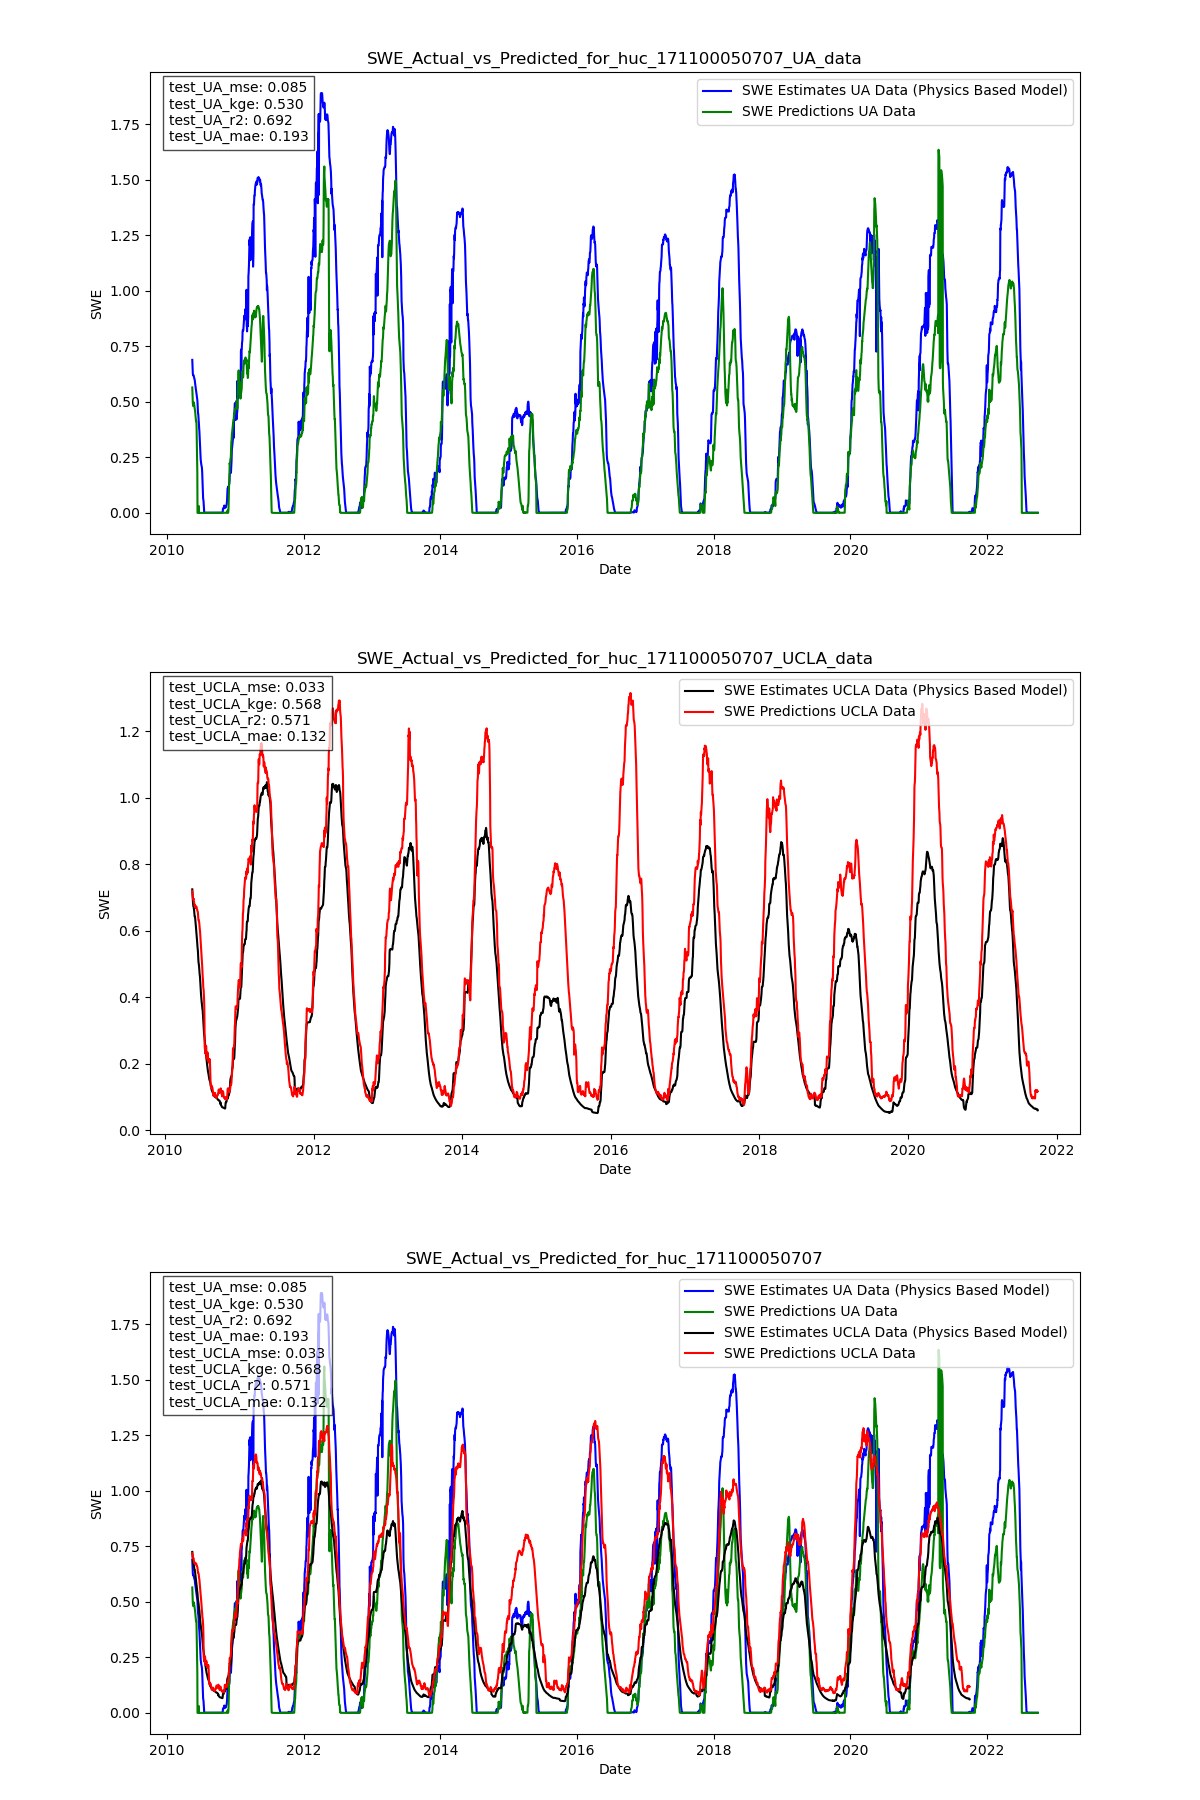 SWE_Actual_vs_Predicted_for_huc_171100050707_UA_data
test_UA_mse: 0.085
test_UA_kge: 0.530
test_UA_r2: 0.692
test_UA_mae: 0.193
SWE Estimates UA Data (Physics Based Model)
SWE Predictions UA Data
1.75
1.50
1.25
1.00
0.75
0.50
0.25
0.00
SWE
2010 2012 2014 2016 2018 2020 2022
Date
SWE_Actual_vs_Predicted_for_huc_171100050707_UCLA_data
test_UCLA_mse: 0.033
test_UCLA_kge: 0.568
test_UCLA_r2: 0.571
test_UCLA_mae: 0.132
SWE Estimates UCLA Data (Physics Based Model)
SWE Predictions UCLA Data
1.2
1.0
0.8
0.6
0.4
0.2
0.0
SWE
2010 2012 2014 2016 2018 2020 2022
Date
SWE_Actual_vs_Predicted_for_huc_171100050707
test_UA_mse: 0.085
test_UA_kge: 0.530
test_UA_r2: 0.692
test_UA_mae: 0.193
test_UCLA_mse: 0.033
test_UCLA_kge: 0.568
test_UCLA_r2: 0.571
test_UCLA_mae: 0.132
SWE Estimates UA Data (Physics Based Model)
SWE Predictions UA Data
SWE Estimates UCLA Data (Physics Based Model)
SWE Predictions UCLA Data
1.75
1.50
1.25
1.00
0.75
0.50
0.25
0.00
SWE
2010 2012 2014 2016 2018 2020 2022
Date